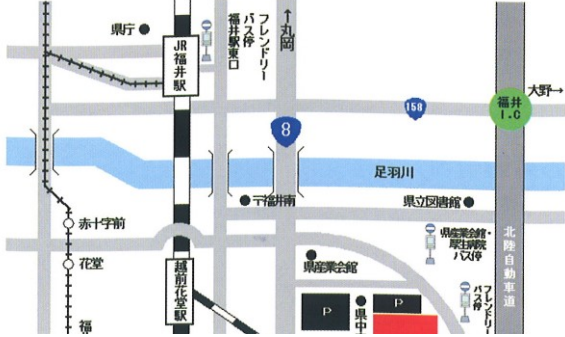 県庁
JR福井駅
フレンドリーバス停
福井駅東口
↑丸岡
8
158
福井
I.C
大野→
足羽川
〒福井南
県立図書館
赤十字前
花堂
福
越前花堂駅
県産業会館
県産業会館・
厚生病院
バス停
北陸自動車道
フレンドリー
バス停
P
P
県中